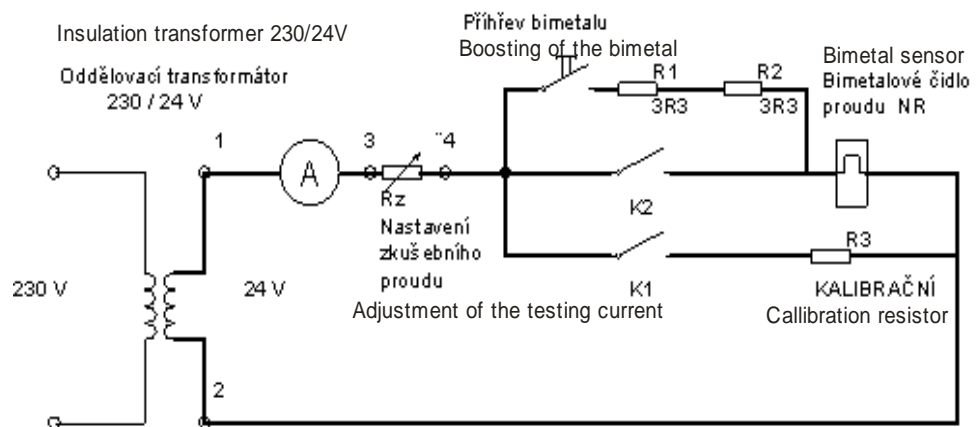 Insulation transformer 230/24V
Oddělovací transformátor
230 / 24 V
Příhřev bimetalu
Boosting of the bimetal
R1
3R3
R2
3R3
Bimetal sensor
Bimetalové čidlo
proudu NR
1
A
3
¨4
Rz
Nastavení
zkušebního
proudu
Adjustment of the testing current
K2
K1
R3
KALIBRAČNÍ
Callibration resistor
230 V
24 V
2